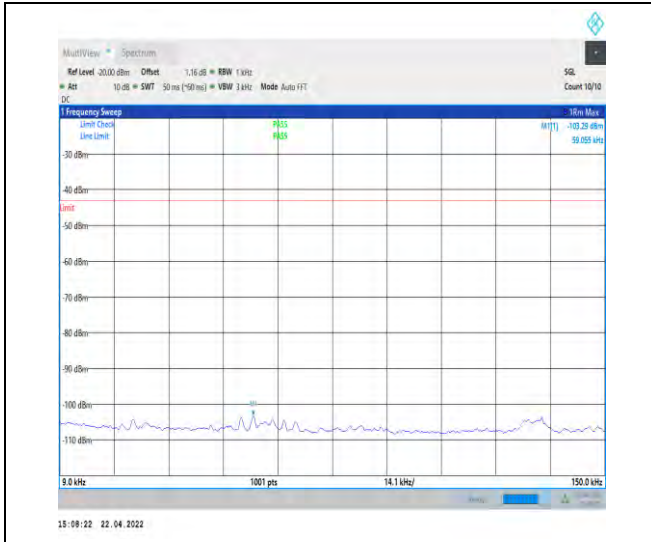 MultiView Spectrum
Ref Level -20.00 dBm Offset 1.16 dB RBW 1 kHz SGL
Att 10 dB SWT 50 ms (~60 ms) VBW 3 kHz Mode Auto FFT Count 10/10
DC
1 Frequency Sweep 1Rm Max
Limit Check PASS M1[1] -103.29 dBm
Line Limit PASS 59.055 kHz
-30 dBm
-40 dBm
Limit
-50 dBm
-60 dBm
-70 dBm
-80 dBm
-90 dBm
-100 dBm
M1
-110 dBm
9.0 kHz 1001 pts 14.1 kHz/ 150.0 kHz
15:08:22 22.04.2022